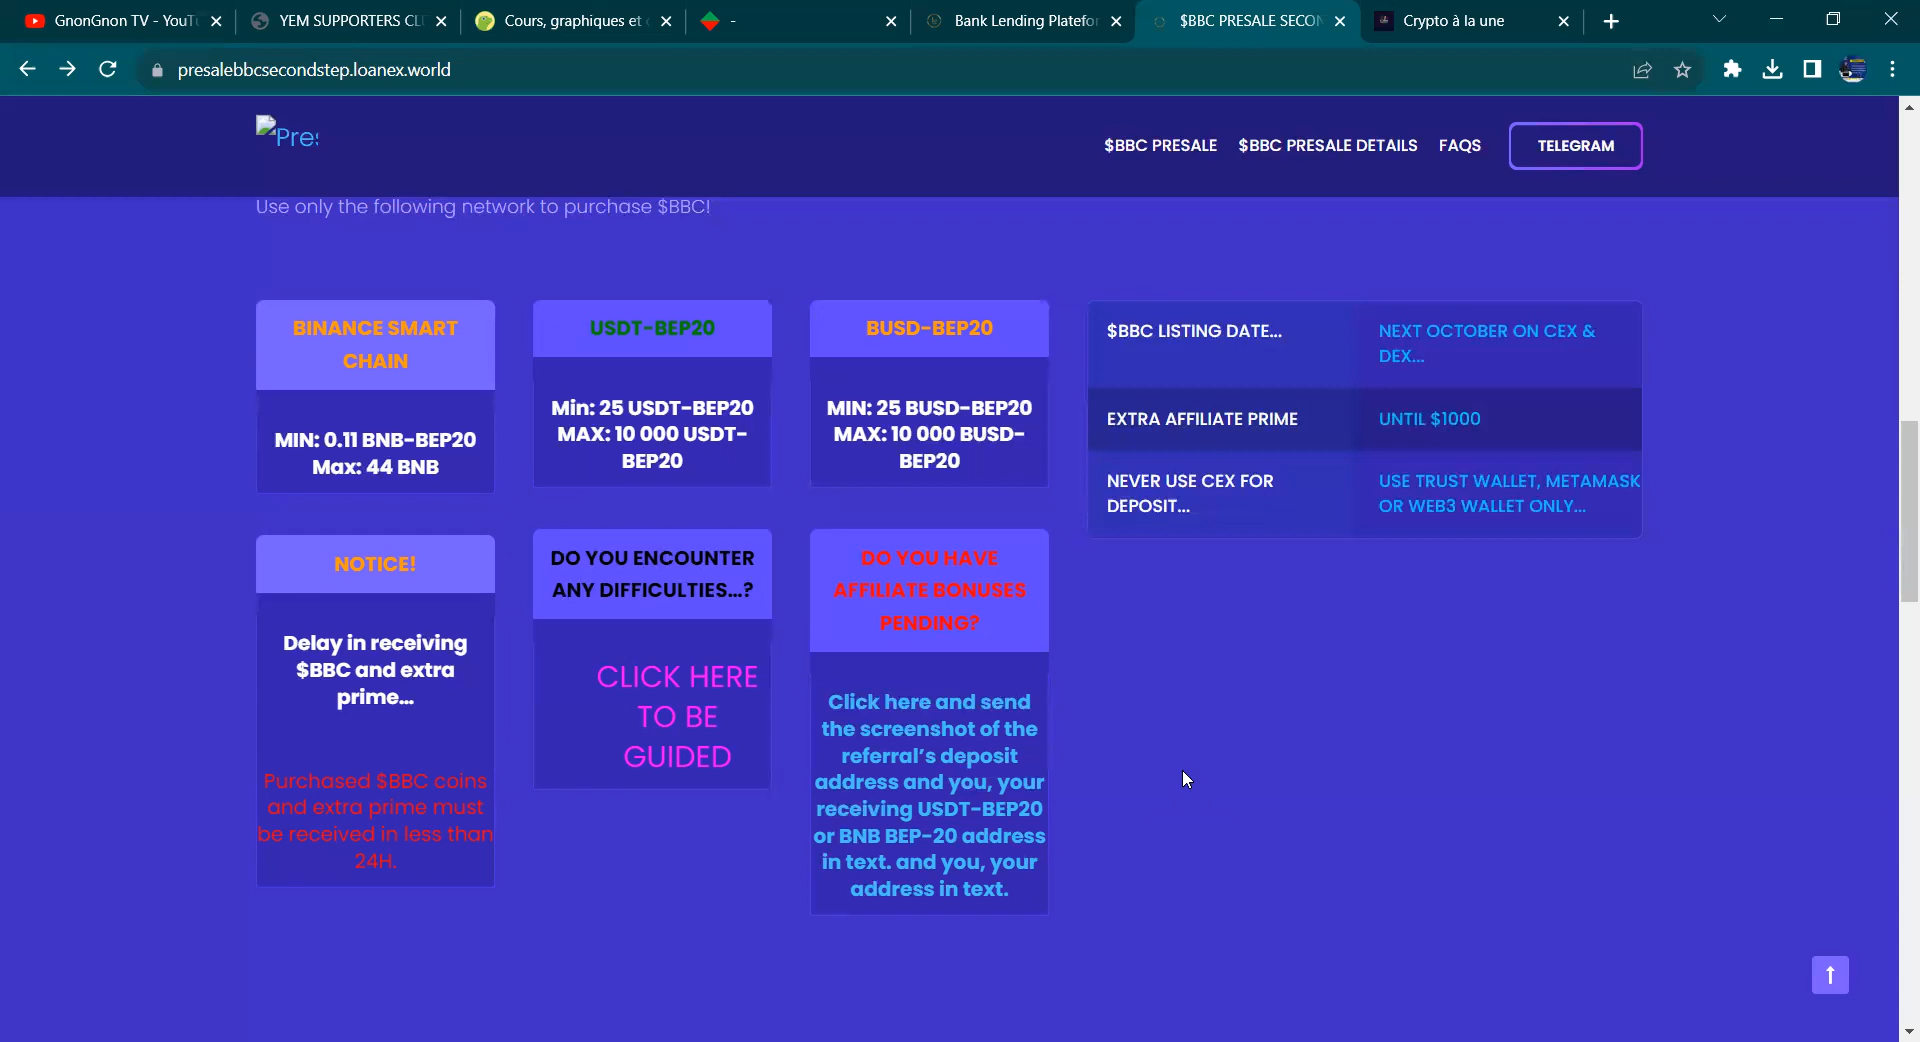 GnonGnon TV - YouTu
YEM SUPPORTERS CL
Cours, graphiques et
-
Bank Lending Platefor
$BBC PRESALE SECON
Crypto à la une
presalebbcsecondstep.loanex.world
Pres
$BBC PRESALE
$BBC PRESALE DETAILS
FAQS
TELEGRAM
Use only the following network to purchase $BBC!
BINANCE SMART
CHAIN
MIN: 0.11 BNB-BEP20
Max: 44 BNB
USDT-BEP20
Min: 25 USDT-BEP20
MAX: 10 000 USDT-
BEP20
BUSD-BEP20
MIN: 25 BUSD-BEP20
MAX: 10 000 BUSD-
BEP20
$BBC LISTING DATE...
NEXT OCTOBER ON CEX &
DEX...
EXTRA AFFILIATE PRIME
UNTIL $1000
NEVER USE CEX FOR
DEPOSIT...
USE TRUST WALLET, METAMASK
OR WEB3 WALLET ONLY...
NOTICE!
Delay in receiving
$BBC and extra
prime...
Purchased $BBC coins
and extra prime must
be received in less than
24H.
DO YOU ENCOUNTER
ANY DIFFICULTIES...?
CLICK HERE
TO BE
GUIDED
DO YOU HAVE
AFFILIATE BONUSES
PENDING?
Click here and send
the screenshot of the
referral's deposit
address and you, your
receiving USDT-BEP20
or BNB BEP-20 address
in text. and you, your
address in text.